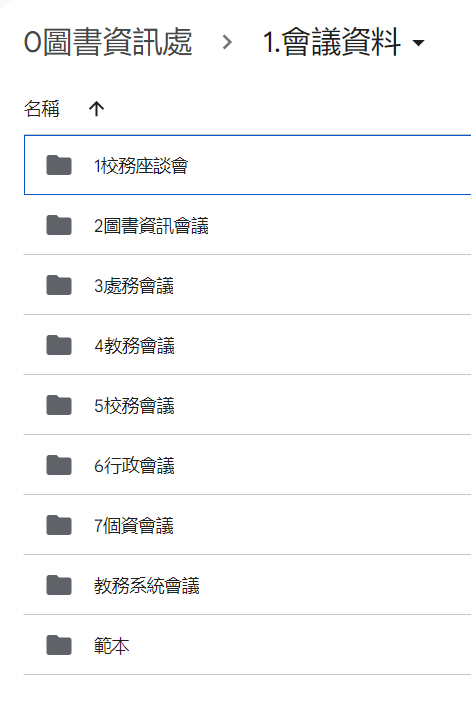 0圖書資訊處 > 1.會議資料
名稱
1校務座談會
2圖書資訊會議
3處務會議
4教務會議
5校務會議
6行政會議
7個資會議
教務系統會議
範本